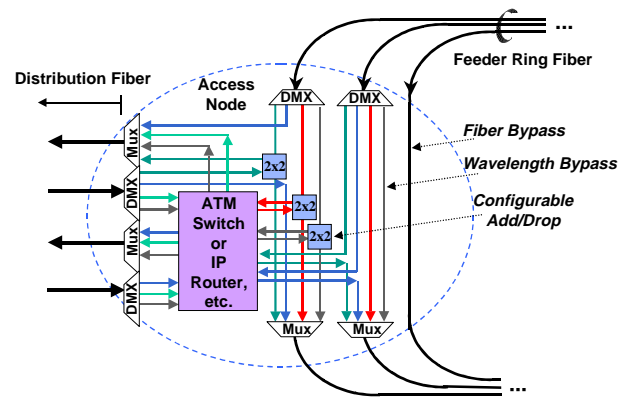 ...
Feeder Ring Fiber
Distribution Fiber
Access
Node
DMX
DMX
Mux
Fiber Bypass
2x2
Wavelength Bypass
DMX
ATM
Switch
or
IP
Router,
etc.
2x2
Configurable
Add/Drop
2x2
Mux
DMX
Mux
Mux
...